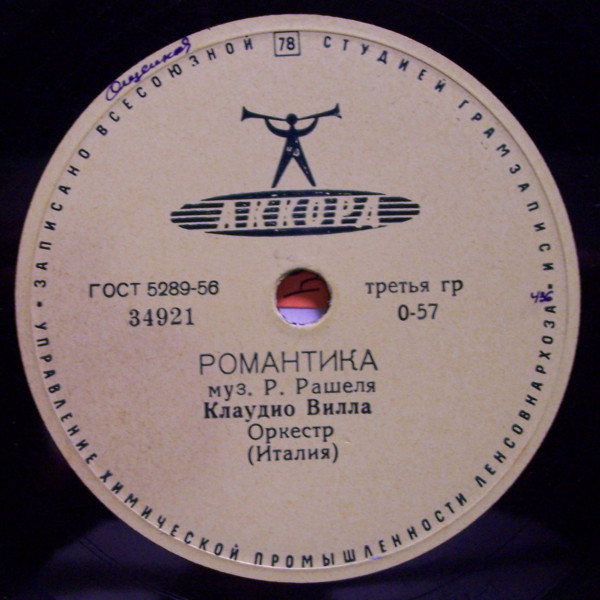 ЗАПИСАНО ВСЕСОЮЗНОЙ 78 СТУДИЕЙ ГРАМЗАПИСИ
АККОРД
ГОСТ 5289-56
34921
третья гр
0-57
РОМАНТИКА
муз. Р. Рашеля
Клаудио Вилла
Оркестр
(Италия)
436
УПРАВЛЕНИЕ ХИМИЧЕСКОЙ ПРОМЫШЛЕННОСТИ ЛЕНСОВНАРХОЗА